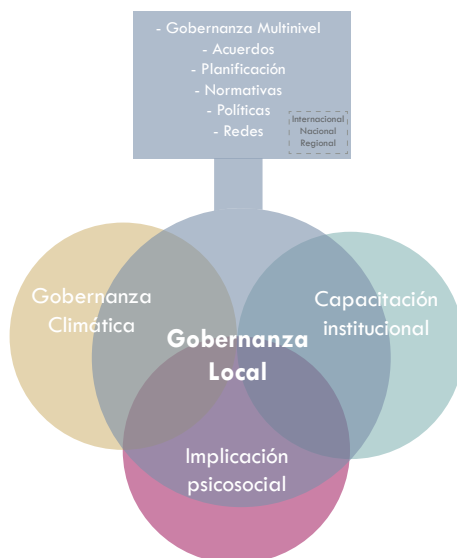 - Gobernanza Multinivel
- Acuerdos
- Planificación
- Normativas
- Políticas
- Redes
Internacional
Nacional
Regional
Gobernanza
Climática
Capacitación
institucional
Gobernanza
Local
Implicación
psicosocial